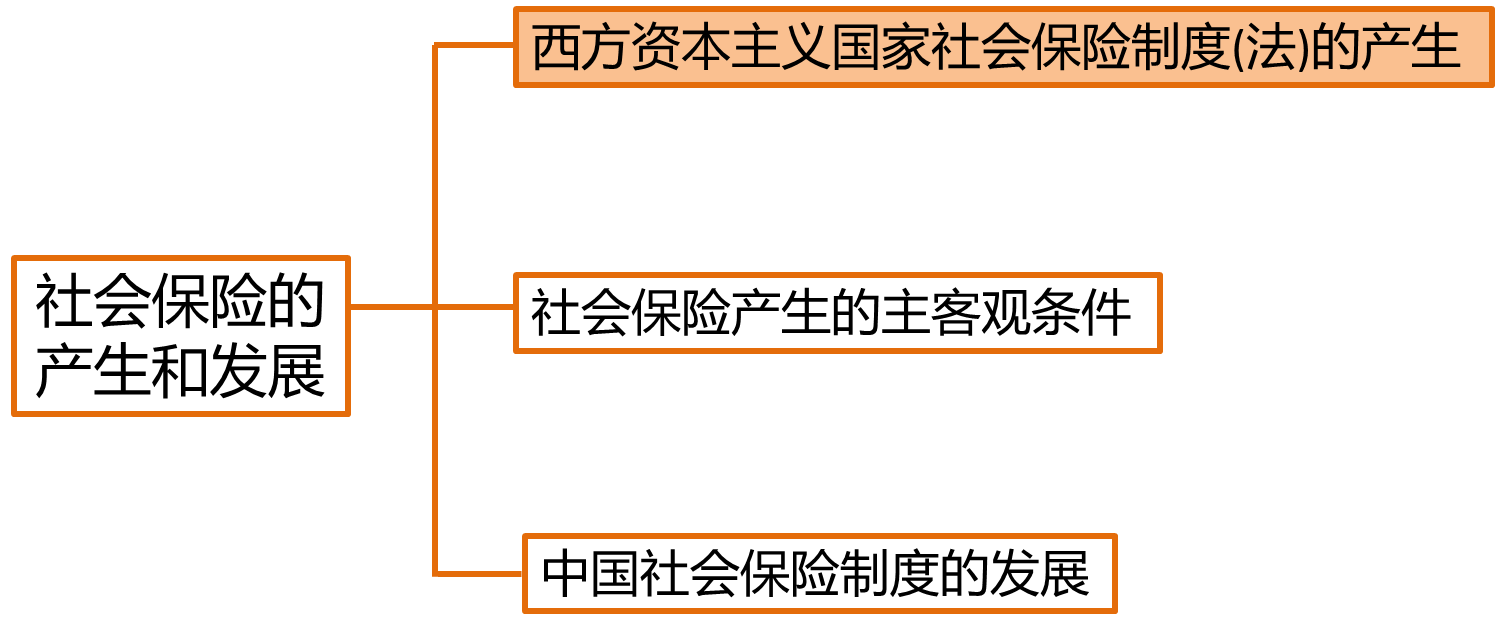 西方资本主义国家社会保险制度(法)的产生
社会保险的
产生和发展
社会保险产生的主客观条件
中国社会保险制度的发展